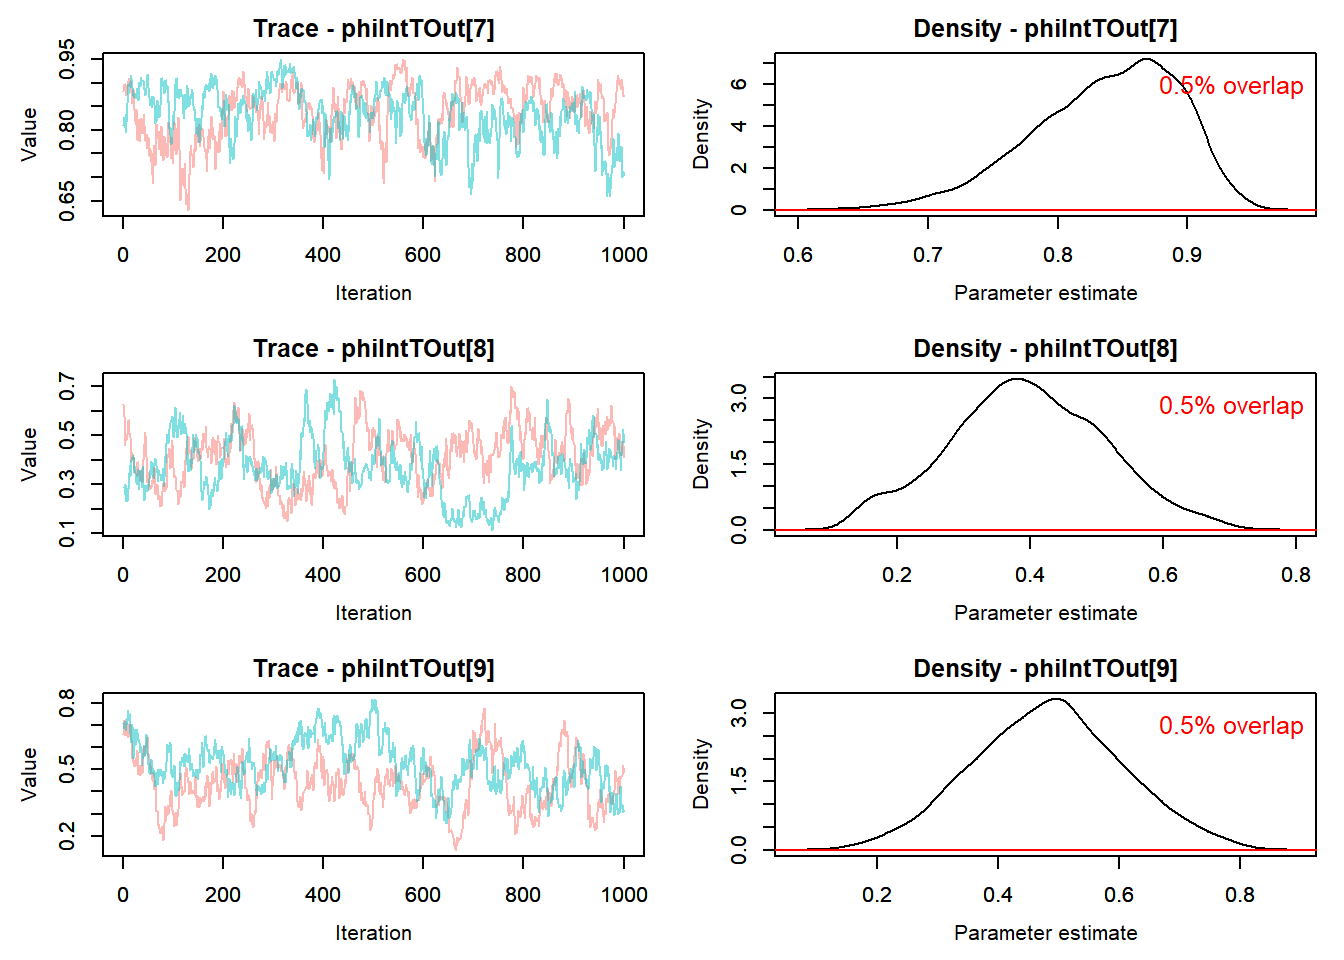 Trace - phiIntTOut[7]
Value
0.65 0.80 0.95
0 200 400 600 800 1000
Iteration
Density - phiIntTOut[7]
0.5% overlap
Density
0 2 4 6
0.6 0.7 0.8 0.9
Parameter estimate
Trace - phiIntTOut[8]
Value
0.1 0.3 0.5 0.7
0 200 400 600 800 1000
Iteration
Density - phiIntTOut[8]
0.5% overlap
Density
0.0 1.5 3.0
0.2 0.4 0.6 0.8
Parameter estimate
Trace - phiIntTOut[9]
Value
0.2 0.5 0.8
0 200 400 600 800 1000
Iteration
Density - phiIntTOut[9]
0.5% overlap
Density
0.0 1.5 3.0
0.2 0.4 0.6 0.8
Parameter estimate